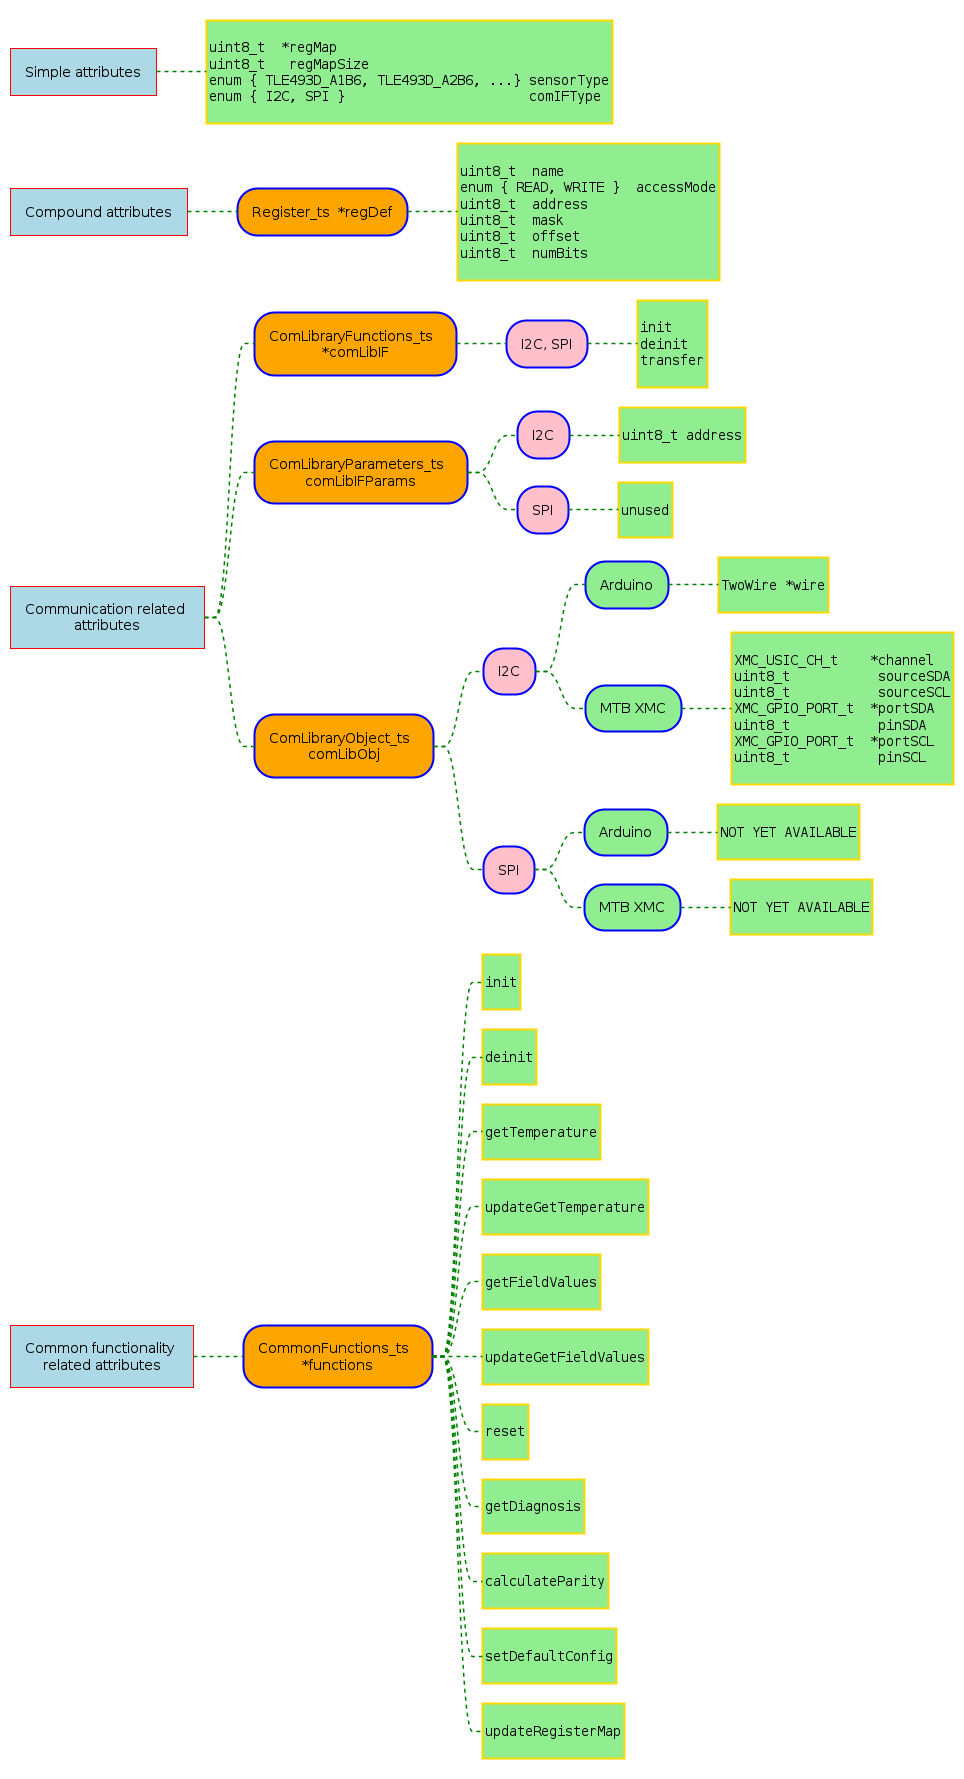 Simple attributes
uint8_t  *regMap
uint8_t   regMapSize
enum { TLE493D_A1B6, TLE493D_A2B6, ...} sensorType
enum { I2C, SPI }                       comIFType
Compound attributes
Register_ts  *regDef
uint8_t  name
enum { READ, WRITE }  accessMode
uint8_t  address
uint8_t  mask
uint8_t  offset
uint8_t  numBits
Communication related
attributes
ComLibraryFunctions_ts
*comLibIF
I2C, SPI
init
deinit
transfer
ComLibraryParameters_ts
comLibIFParams
I2C
uint8_t address
SPI
unused
ComLibraryObject_ts
comLibObj
I2C
Arduino
TwoWire *wire
MTB XMC
XMC_USIC_CH_t    *channel
uint8_t           sourceSDA
uint8_t           sourceSCL
XMC_GPIO_PORT_t  *portSDA
uint8_t           pinSDA
XMC_GPIO_PORT_t  *portSCL
uint8_t           pinSCL
SPI
Arduino
NOT YET AVAILABLE
MTB XMC
NOT YET AVAILABLE
Common functionality
related attributes
CommonFunctions_ts
*functions
init
deinit
getTemperature
updateGetTemperature
getFieldValues
updateGetFieldValues
reset
getDiagnosis
calculateParity
setDefaultConfig
updateRegisterMap